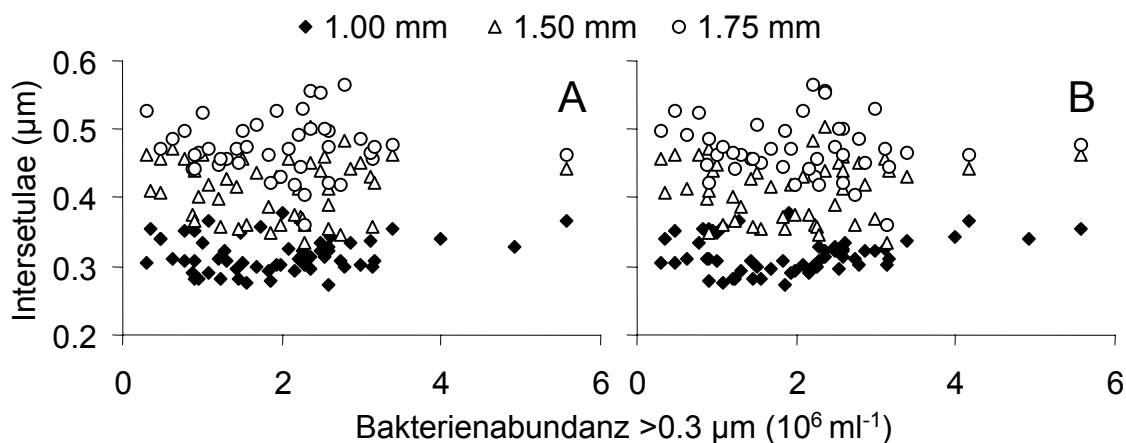 ◆ 1.00 mm △ 1.50 mm ○ 1.75 mm
Intersetulae (µm)
0.6
0.5
0.4
0.3
0.2
A
B
0 2 4 6 0 2 4 6
Bakterienabundanz >0.3 µm (10⁶ ml⁻¹)